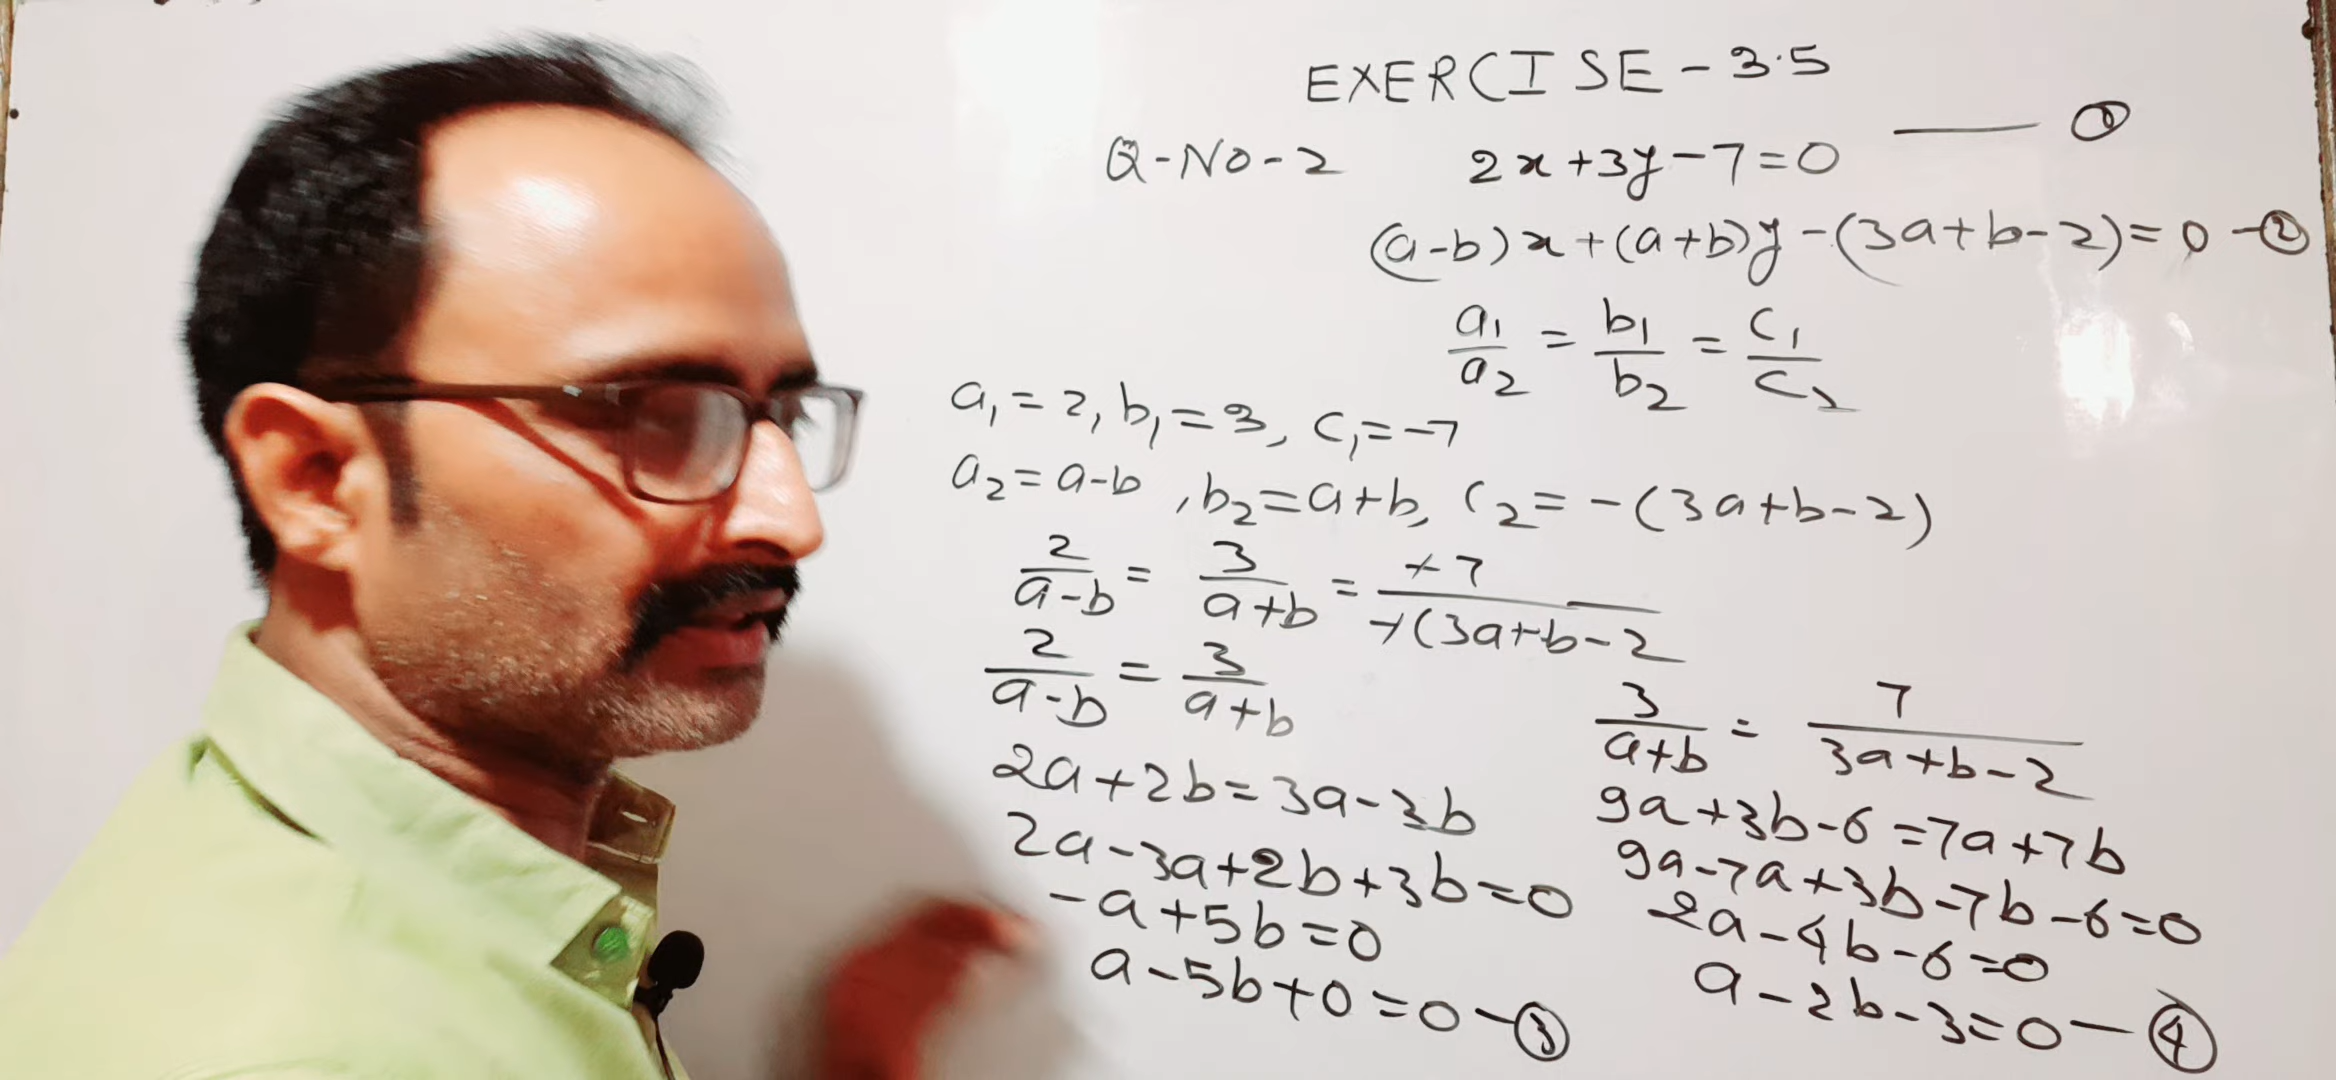 EXERCISE - 3.5
Q-NO-2 2x+3y-7=0 —— ①
(a-b)x+(a+b)y-(3a+b-2)=0 -②
a₁/a₂ = b₁/b₂ = c₁/c₂
a₁=2, b₁=3, c₁=-7
a₂=a-b, b₂=a+b, c₂=-(3a+b-2)
2/(a-b) = 3/(a+b) = -7/-(3a+b-2
2/(a-b) = 3/(a+b)
2a+2b=3a-3b
2a-3a+2b+3b=0
-a+5b=0
a-5b+0=0-③
3/(a+b) = 7/(3a+b-2)
9a+3b-6=7a+7b
9a-7a+3b-7b-6=0
2a-4b-6=0
a-2b-3=0-④